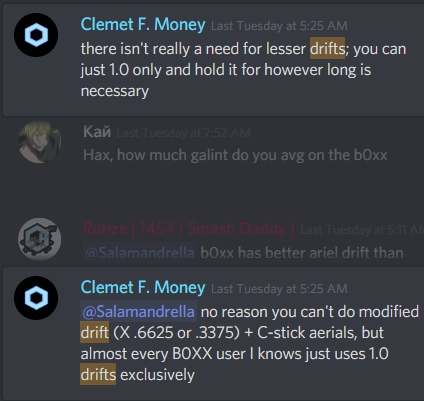 Clemet F. Money Last Tuesday at 5:25 AM
there isn't really a need for lesser drifts; you can
just 1.0 only and hold it for however long is
necessary
Кай Last Tuesday at 7:52 AM
Hax, how much galint do you avg on the b0xx
Ronze | 1434 | Smash Daddy | Last Tuesday at 5:11 AM
@Salamandrella b0xx has better ariel drift than
Clemet F. Money Last Tuesday at 5:25 AM
@Salamandrella no reason you can't do modified
drift (X .6625 or .3375) + C-stick aerials, but
almost every B0XX user I knows just uses 1.0
drifts exclusively